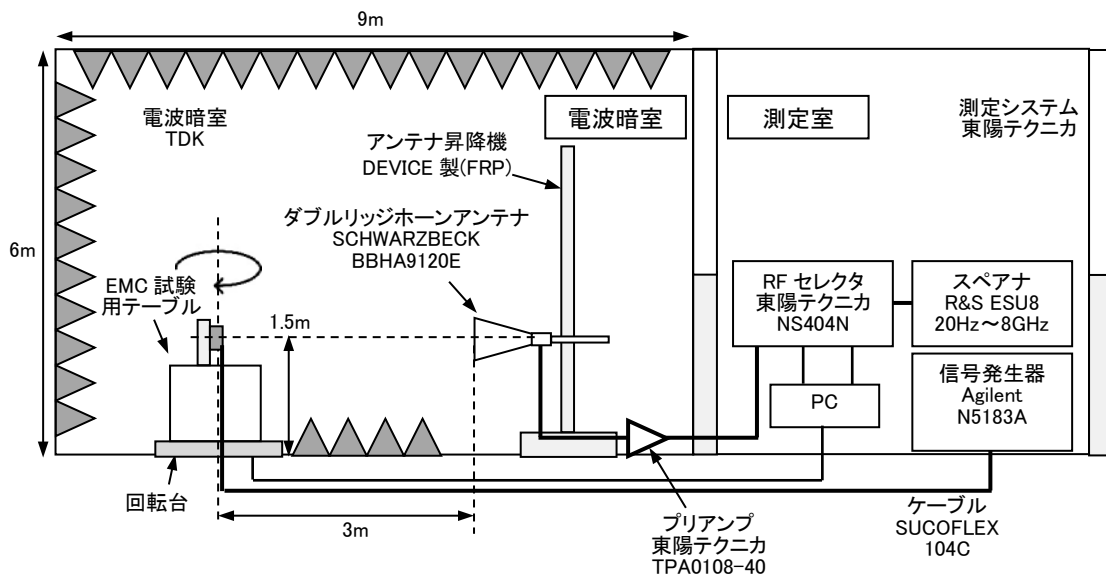 9m
6m
電波暗室
TDK
電波暗室
測定室
測定システム
東陽テクニカ
アンテナ昇降機
DEVICE 製(FRP)
ダブルリッジホーンアンテナ
SCHWARZBECK
BBHA9120E
EMC 試験
用テーブル
1.5m
RF セレクタ
東陽テクニカ
NS404N
スペアナ
R&S ESU8
20Hz～8GHz
PC
信号発生器
Agilent
N5183A
回転台
3m
プリアンプ
東陽テクニカ
TPA0108-40
ケーブル
SUCOFLEX
104C